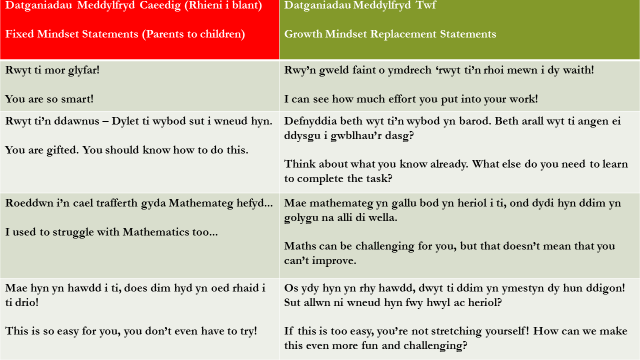 Datganiadau Meddylfryd Caeedig (Rhieni i blant)
Fixed Mindset Statements (Parents to children)
Datganiadau Meddylfryd Twf
Growth Mindset Replacement Statements
Rwyt ti mor glyfar!
You are so smart!
Rwy’n gweld faint o ymdrech ‘rwyt ti’n rhoi mewn i dy waith!
I can see how much effort you put into your work!
Rwyt ti’n ddawnus – Dylet ti wybod sut i wneud hyn.
You are gifted. You should know how to do this.
Defnyddia beth wyt ti’n wybod yn barod. Beth arall wyt ti angen ei
ddysgu i gwblhau’r dasg?
Think about what you know already. What else do you need to learn
to complete the task?
Roeddwn i’n cael trafferth gyda Mathemateg hefyd...
I used to struggle with Mathematics too...
Mae mathemateg yn gallu bod yn heriol i ti, ond dydi hyn ddim yn
golygu na alli di wella.
Maths can be challenging for you, but that doesn’t mean that you
can’t improve.
Mae hyn yn hawdd i ti, does dim hyd yn oed rhaid i
ti drio!
This is so easy for you, you don’t even have to try!
Os ydy hyn yn rhy hawdd, dwyt ti ddim yn ymestyn dy hun ddigon!
Sut allwn ni wneud hyn fwy hwyl ac heriol?
If this is too easy, you’re not stretching yourself! How can we make
this even more fun and challenging?